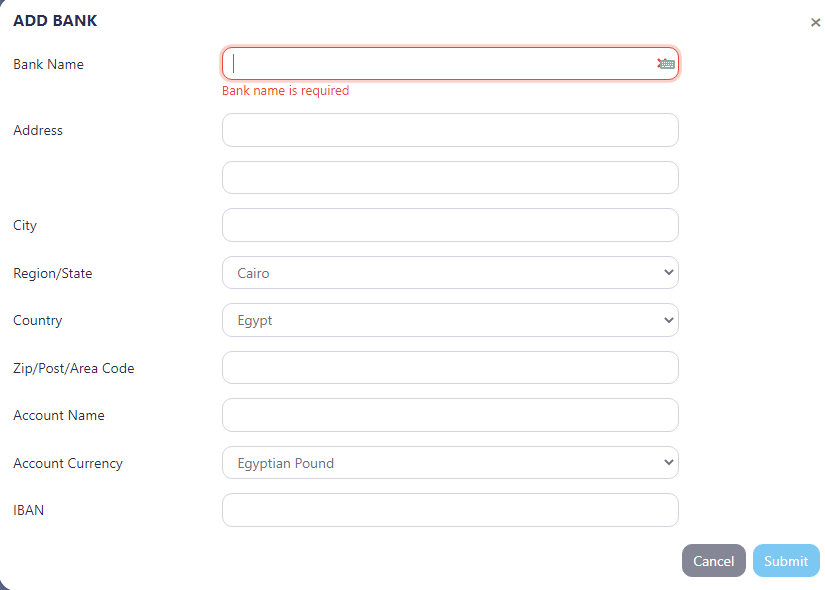 ADD BANK
×
Bank Name
Bank name is required
Address
City
Region/State
Cairo
Country
Egypt
Zip/Post/Area Code
Account Name
Account Currency
Egyptian Pound
IBAN
Cancel
Submit